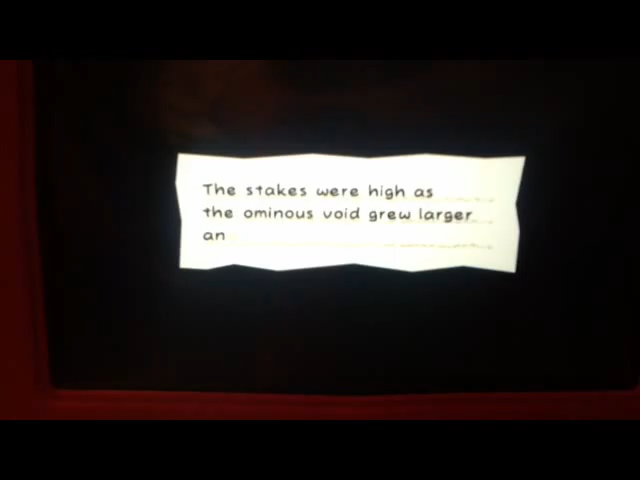 The stakes were high as
the ominous void grew larger
an